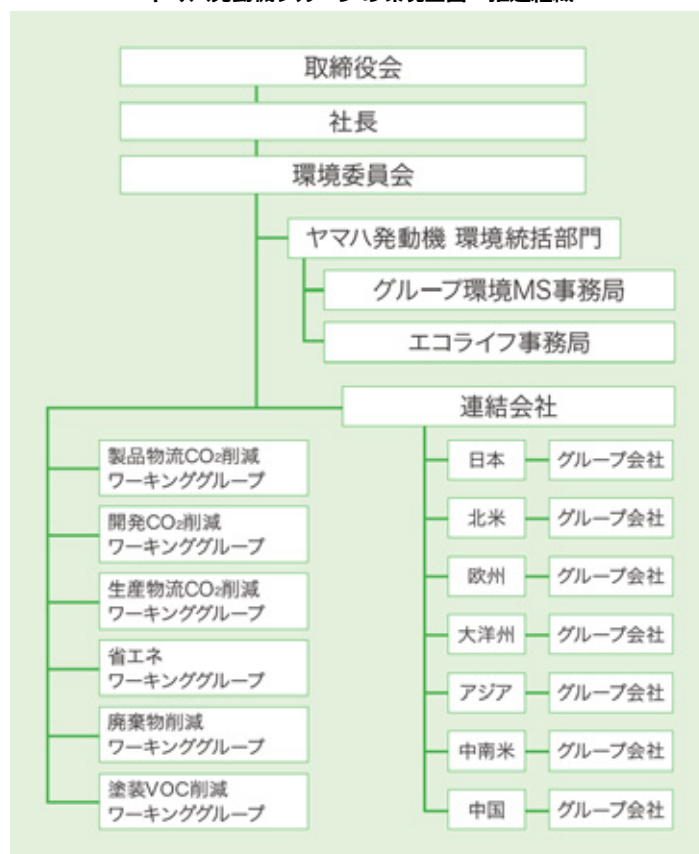 取締役会
社長
環境委員会
ヤマハ発動機 環境統括部門
グループ環境MS事務局
エコライフ事務局
連結会社
製品物流CO₂削減
ワーキンググループ
開発CO₂削減
ワーキンググループ
生産物流CO₂削減
ワーキンググループ
省エネ
ワーキンググループ
廃棄物削減
ワーキンググループ
塗装VOC削減
ワーキンググループ
日本 グループ会社
北米 グループ会社
欧州 グループ会社
大洋州 グループ会社
アジア グループ会社
中南米 グループ会社
中国 グループ会社